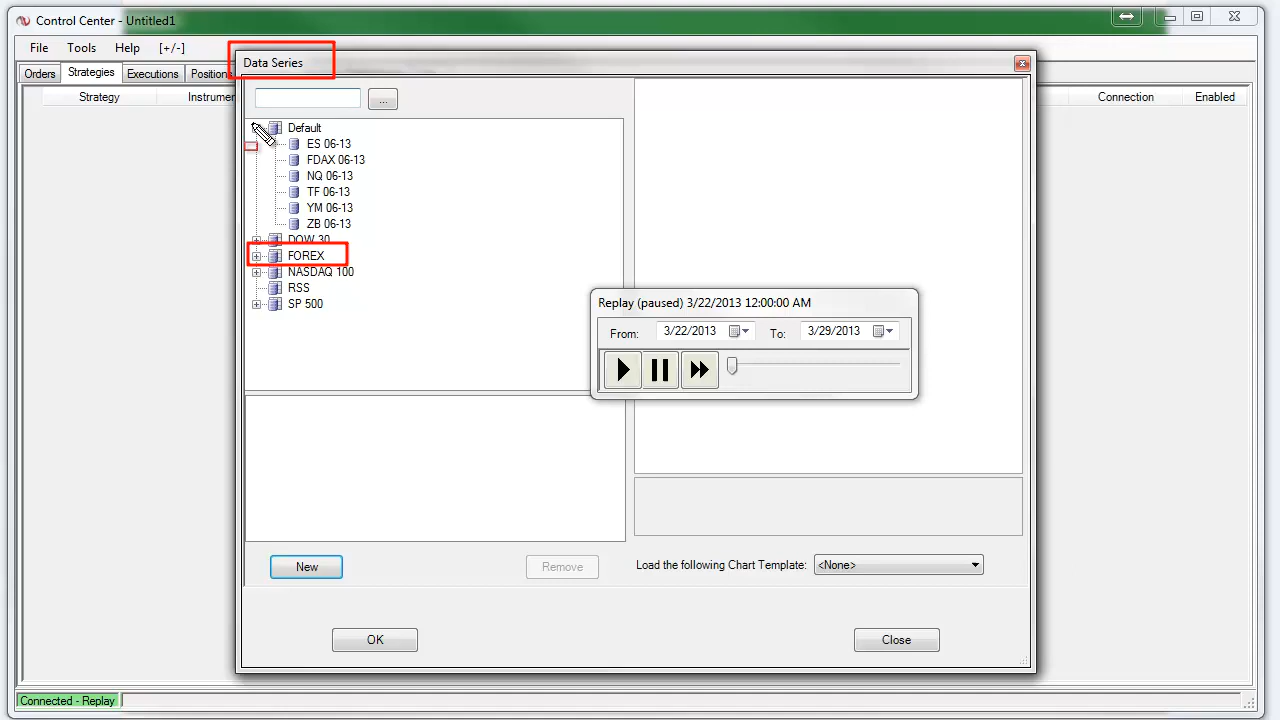 Control Center - Untitled1
File Tools Help [+/-]
Orders Strategies Executions Positions
Strategy Instrument Connection Enabled
Data Series
...
Default
ES 06-13
FDAX 06-13
NQ 06-13
TF 06-13
YM 06-13
ZB 06-13
DOW 30
FOREX
NASDAQ 100
RSS
SP 500
Replay (paused) 3/22/2013 12:00:00 AM
From: 3/22/2013 To: 3/29/2013
New Remove Load the following Chart Template: <None>
OK Close
Connected - Replay